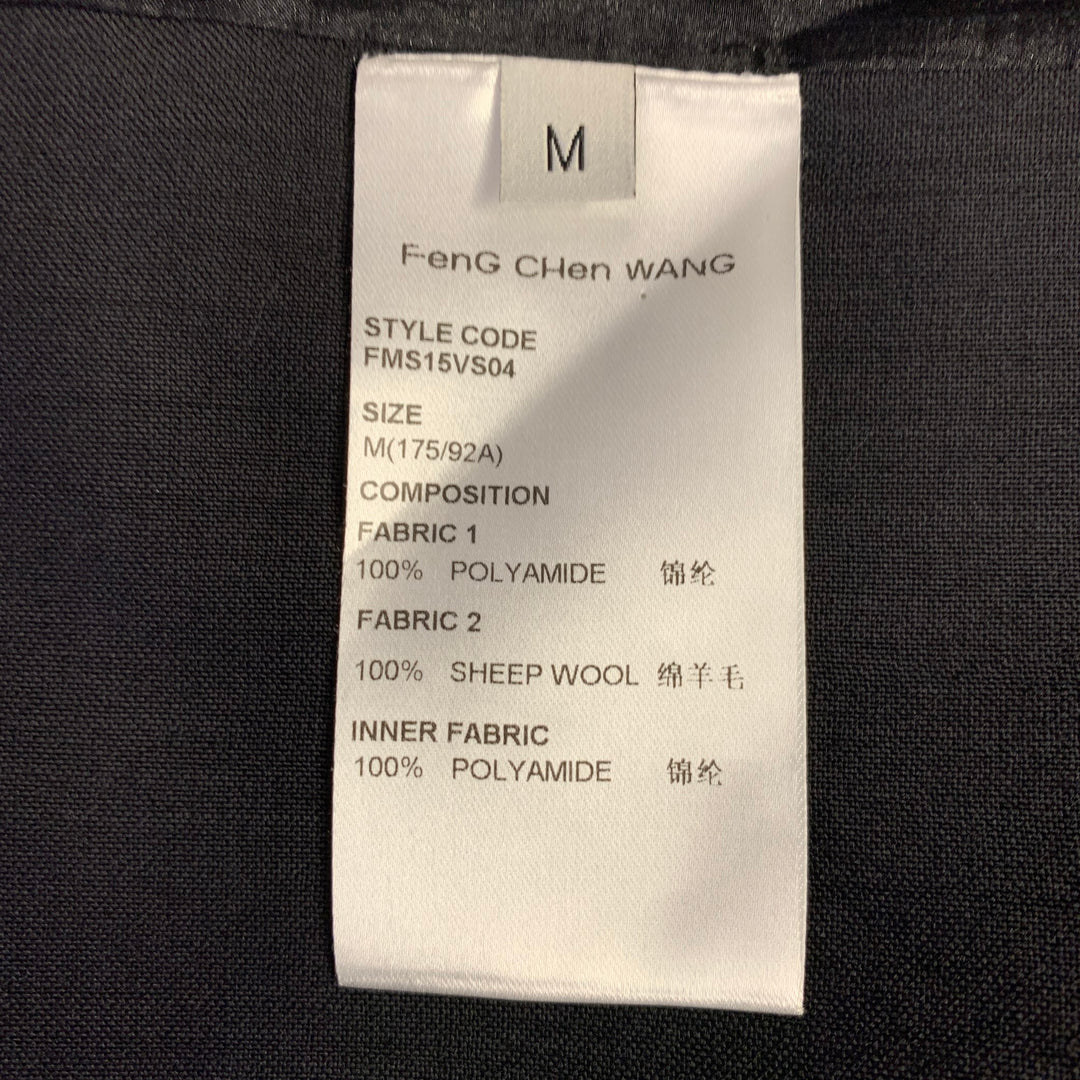 M
FenG CHen WANG
STYLE CODE
FMS15VS04
SIZE
M(175/92A)
COMPOSITION
FABRIC 1
100% POLYAMIDE 锦纶
FABRIC 2
100% SHEEP WOOL 绵羊毛
INNER FABRIC
100% POLYAMIDE 锦纶